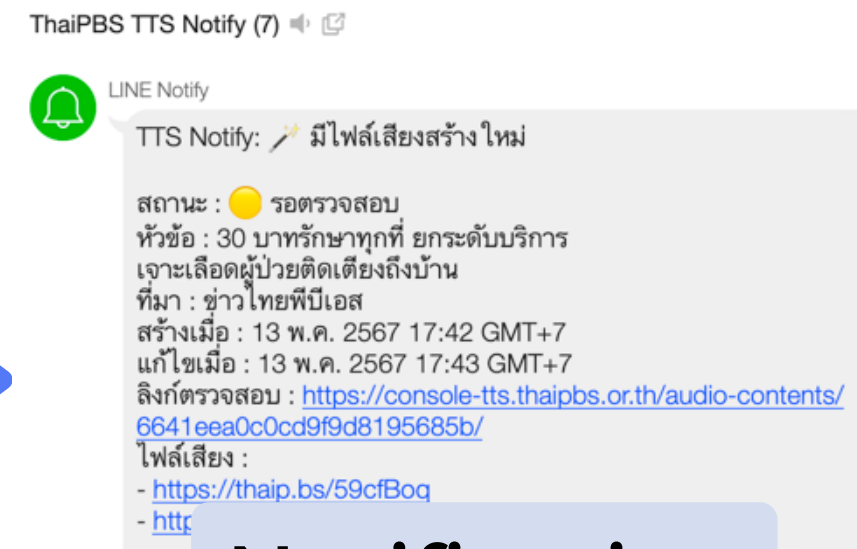 ThaiPBS TTS Notify (7)
LINE Notify
TTS Notify: 🪄 มีไฟล์เสียงสร้างใหม่
สถานะ : 🟡 รอตรวจสอบ
หัวข้อ : 30 บาทรักษาทุกที่ ยกระดับบริการ
เจาะเลือดผู้ป่วยติดเตียงถึงบ้าน
ที่มา : ข่าวไทยพีบีเอส
สร้างเมื่อ : 13 พ.ค. 2567 17:42 GMT+7
แก้ไขเมื่อ : 13 พ.ค. 2567 17:43 GMT+7
ลิงก์ตรวจสอบ : https://console-tts.thaipbs.or.th/audio-contents/
6641eea0c0cd9f9d8195685b/
ไฟล์เสียง :
- https://thaip.bs/59cfBoq